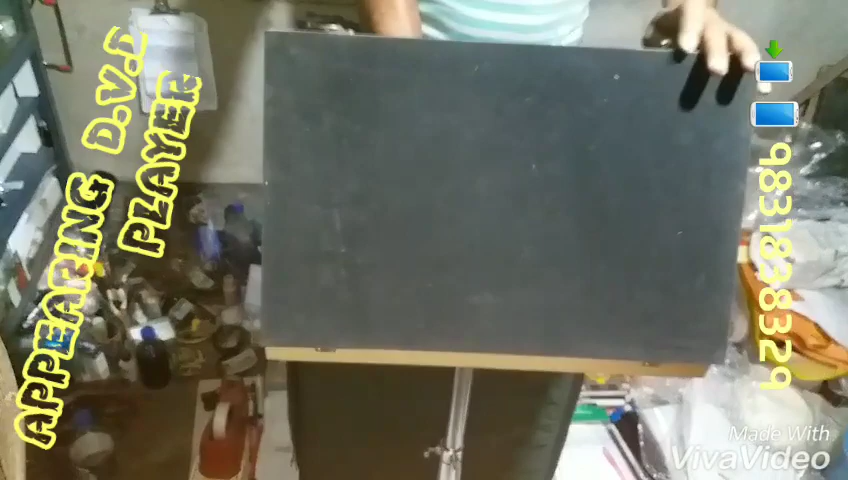 APPEARING D.V.T.
PLAYER
9831838329
Made With
VivaVideo